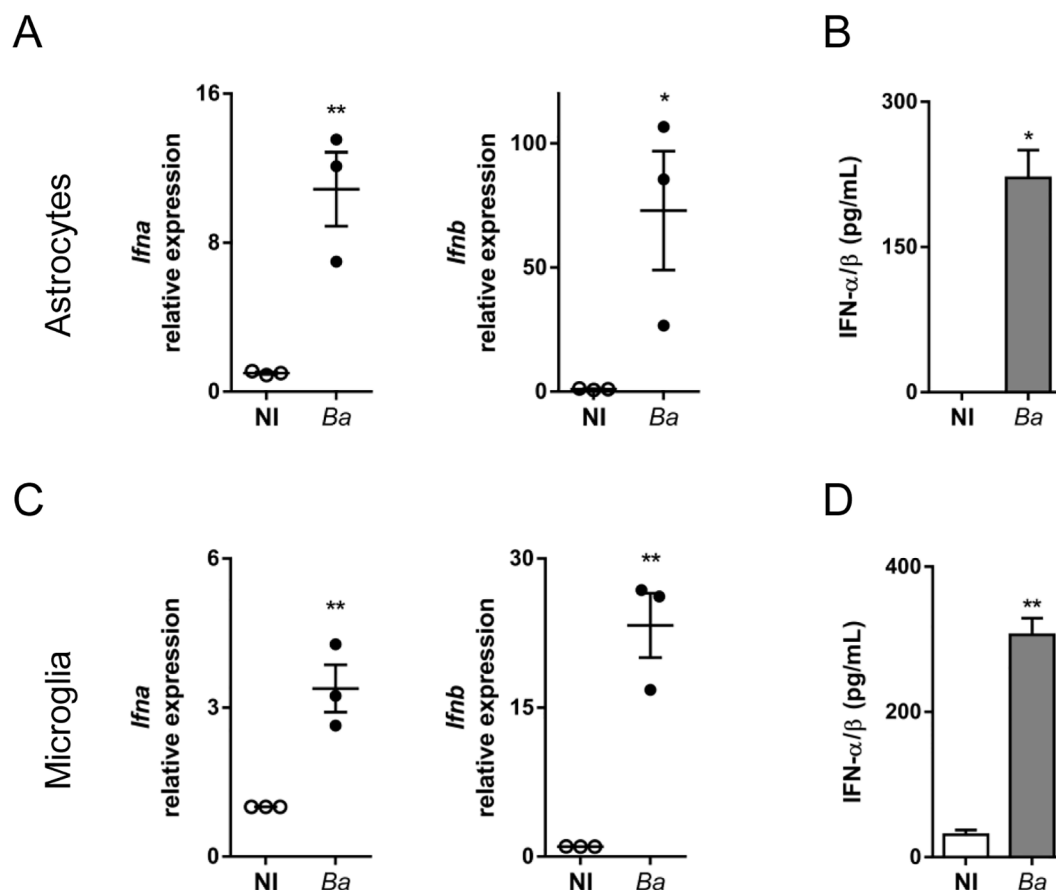 A
Astrocytes
Ifna
relative expression
16
8
0
**
NI Ba
Ifnb
relative expression
100
50
0
*
NI Ba
B
IFN-α/β (pg/mL)
300
150
0
*
NI Ba
C
Microglia
Ifna
relative expression
6
3
0
**
NI Ba
Ifnb
relative expression
30
15
0
**
NI Ba
D
IFN-α/β (pg/mL)
400
200
0
**
NI Ba